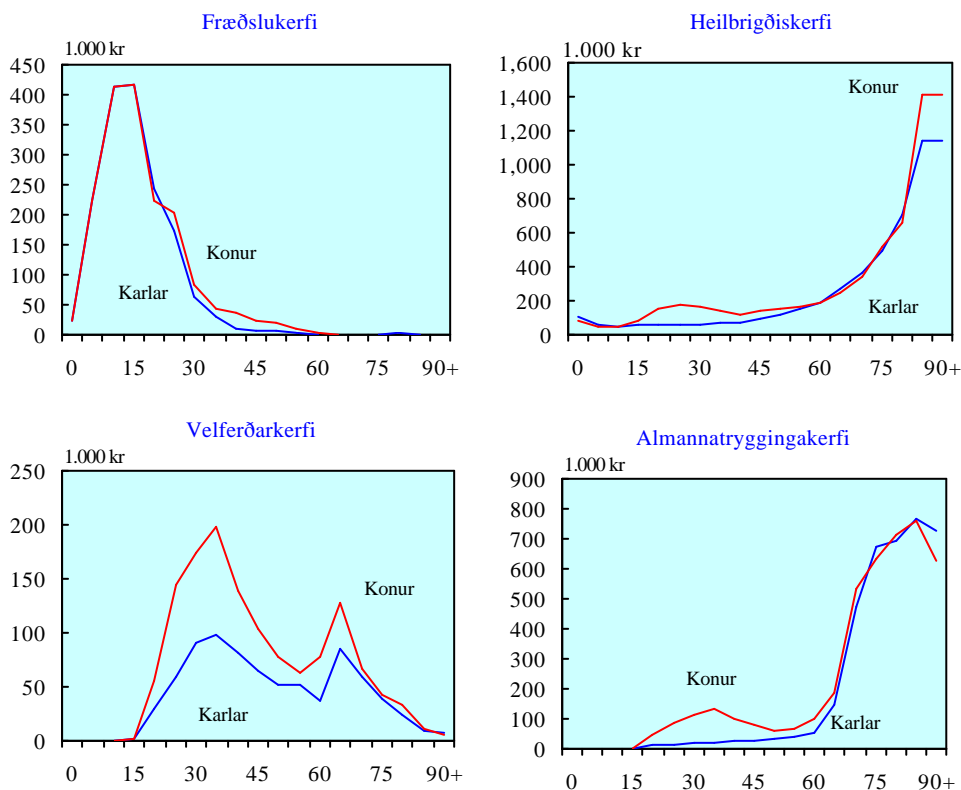 Fræðslukerfi
1.000 kr
450
400
350
300
250
200
150
100
50
0
Konur
Karlar
0 15 30 45 60 75 90+
Heilbrigðiskerfi
1.000 kr
1,600
1,400
1,200
1,000
800
600
400
200
0
Konur
Karlar
0 15 30 45 60 75 90+
Velferðarkerfi
1.000 kr
250
200
150
100
50
0
Konur
Karlar
0 15 30 45 60 75 90+
Almannatryggingakerfi
1.000 kr
900
800
700
600
500
400
300
200
100
0
Konur
Karlar
0 15 30 45 60 75 90+